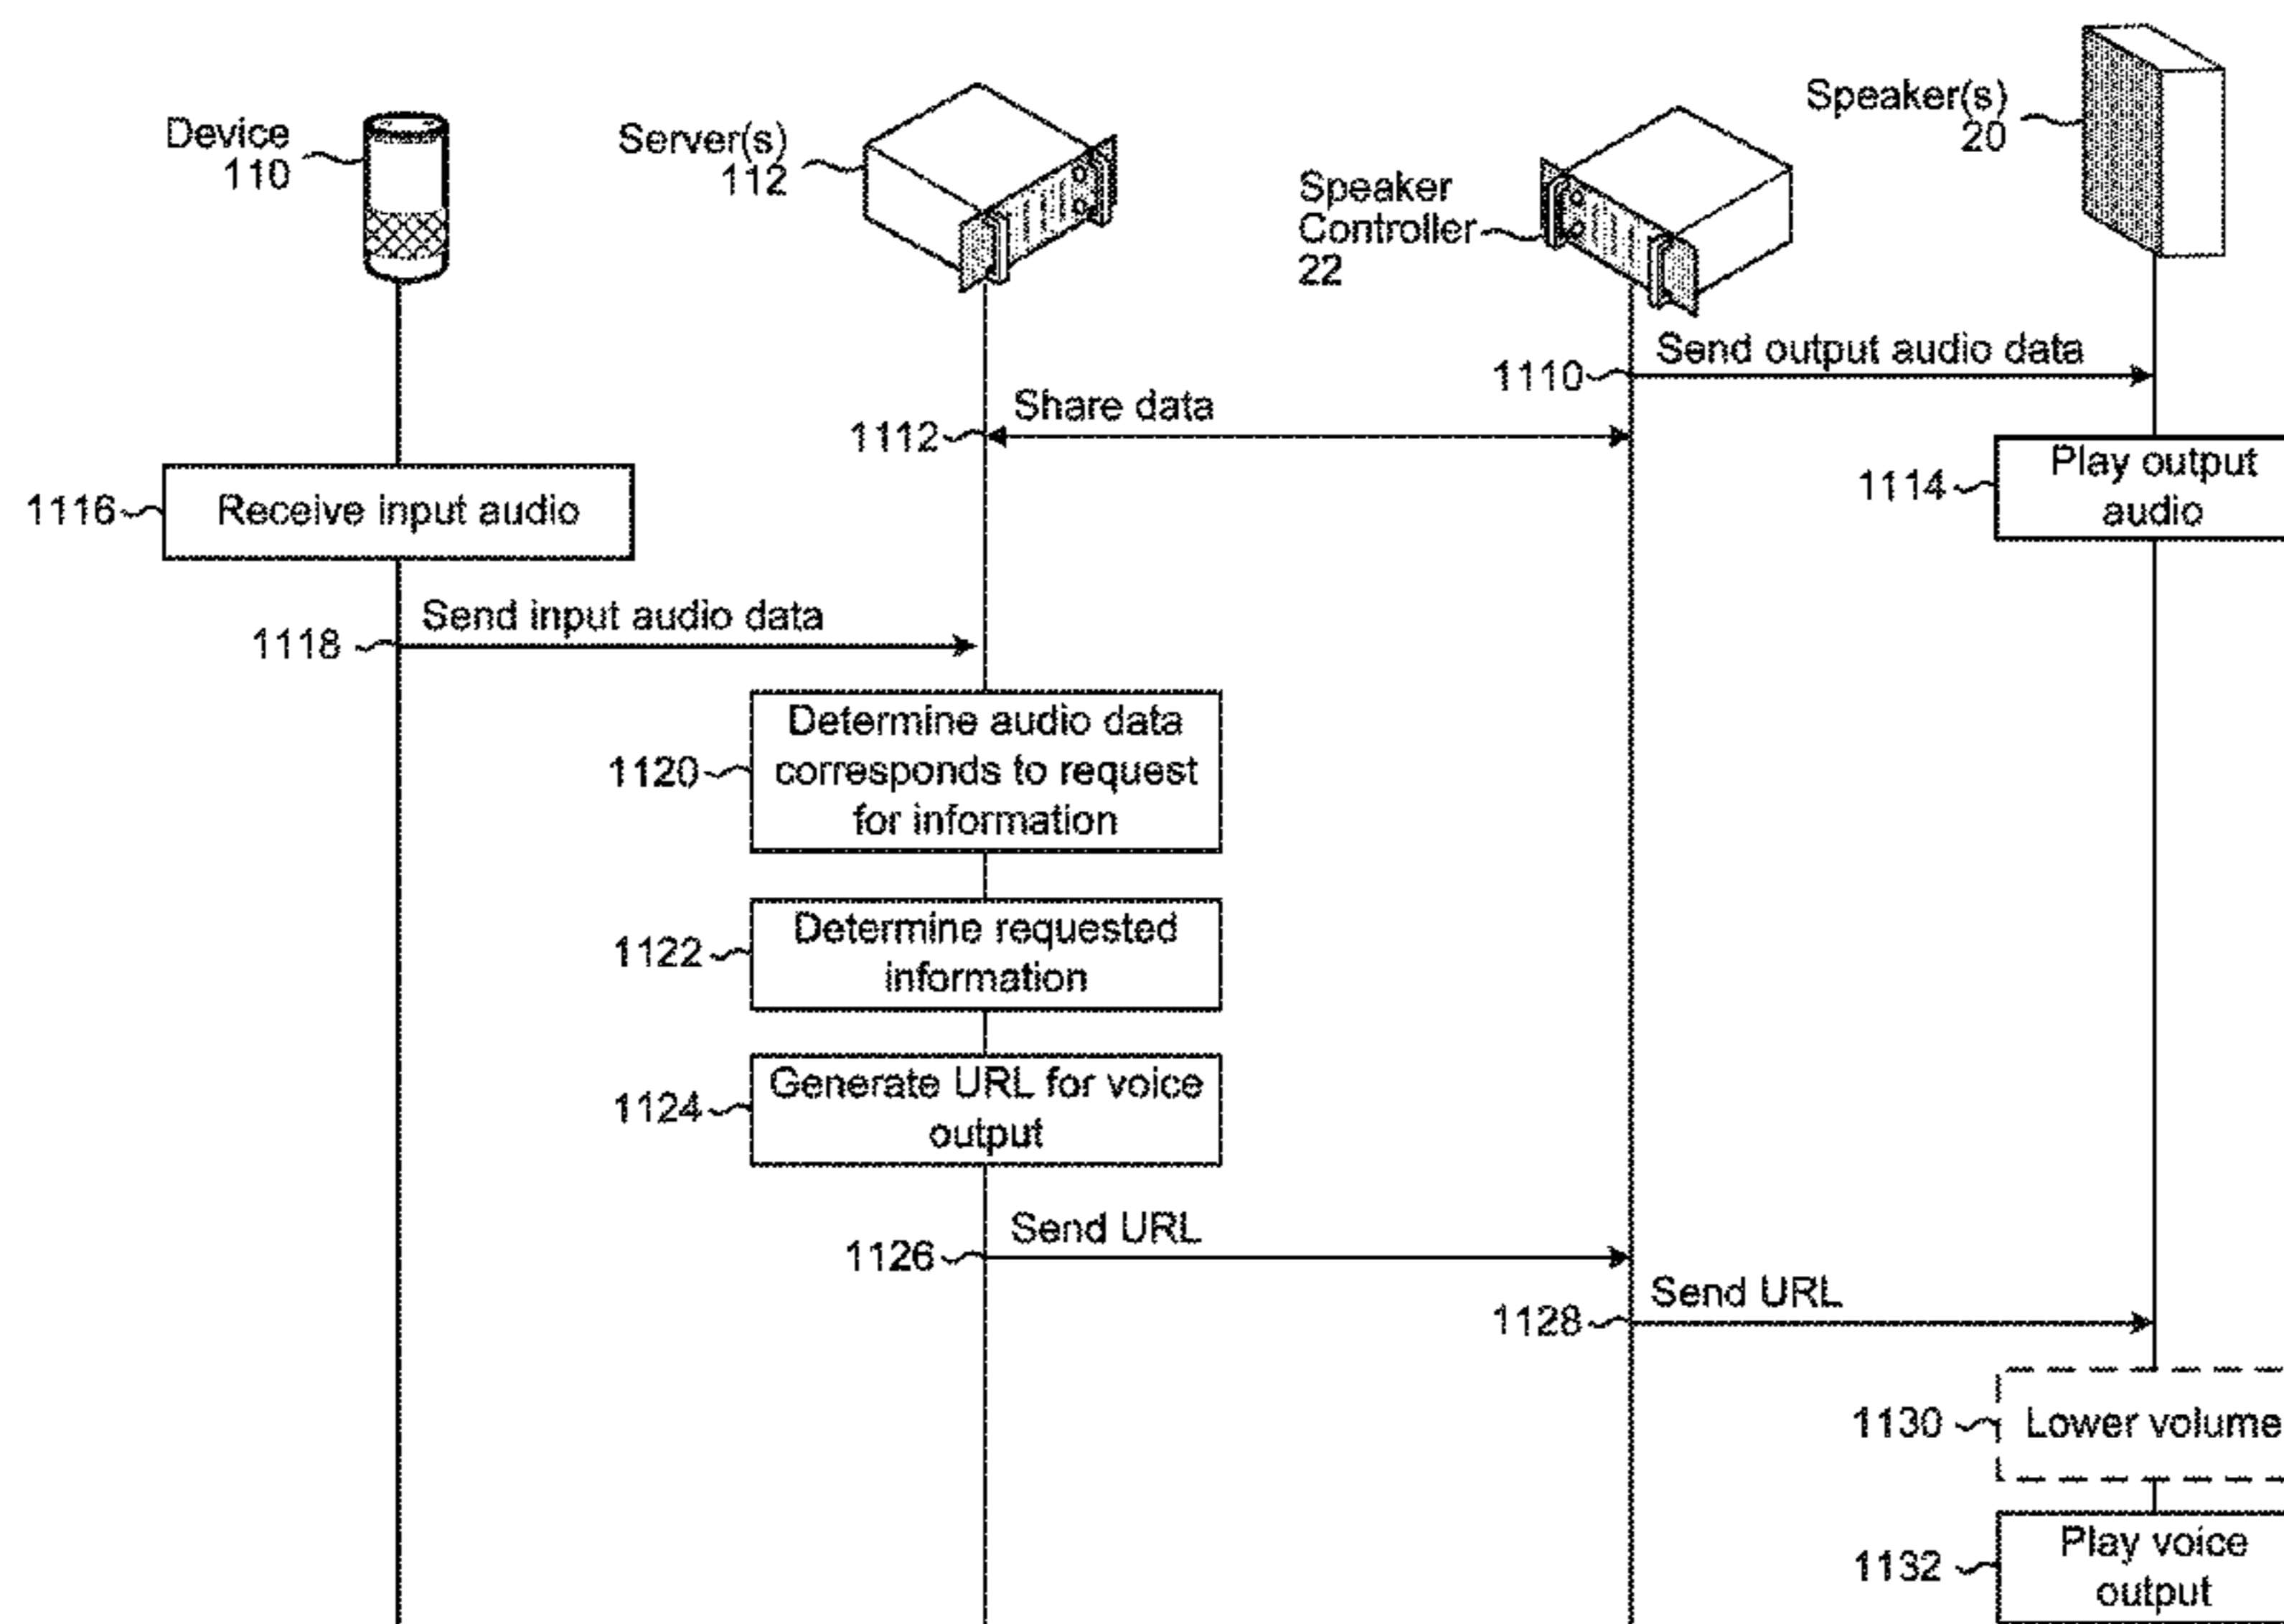 Device
110
Server(s)
112
Speaker
Controller
22
Speaker(s)
20
Send output audio data
1110
Share data
1112
Play output
audio
1114
1116
Receive input audio
Send input audio data
1118
Determine audio data
corresponds to request
for information
1120
Determine requested
information
1122
Generate URL for voice
output
1124
Send URL
1126
Send URL
1128
1130
Lower volume
Play voice
output
1132